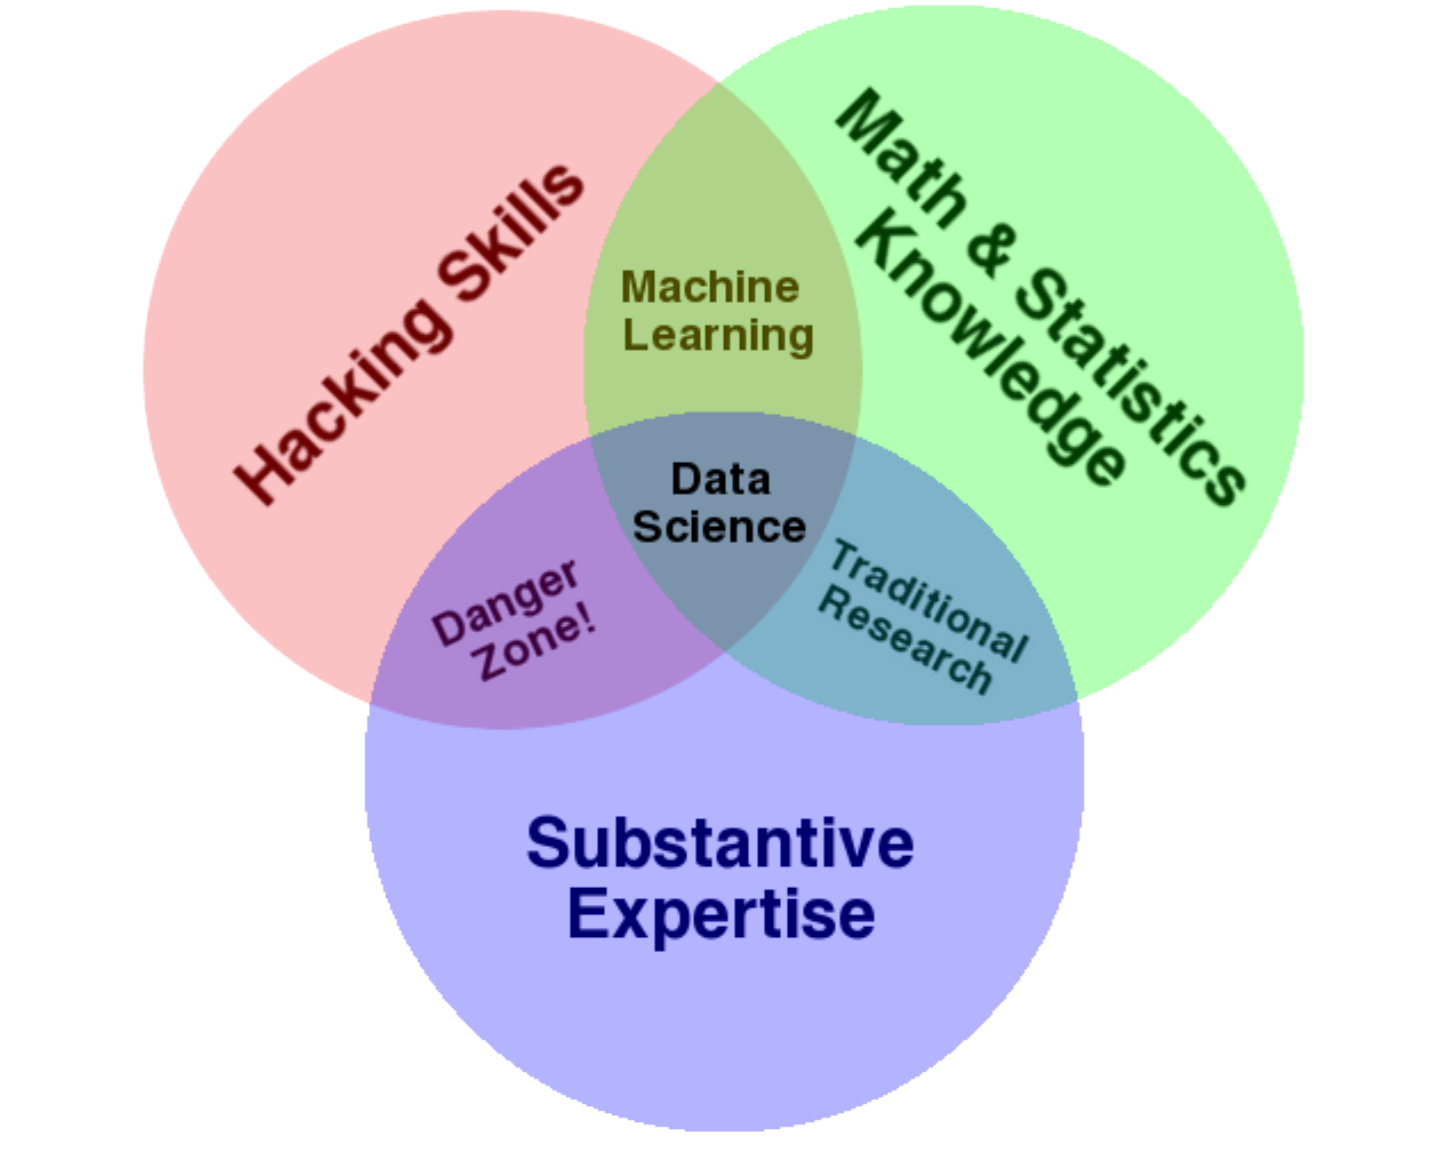 Hacking Skills
Math & Statistics
Knowledge
Machine
Learning
Data
Science
Danger
Zone!
Traditional
Research
Substantive
Expertise